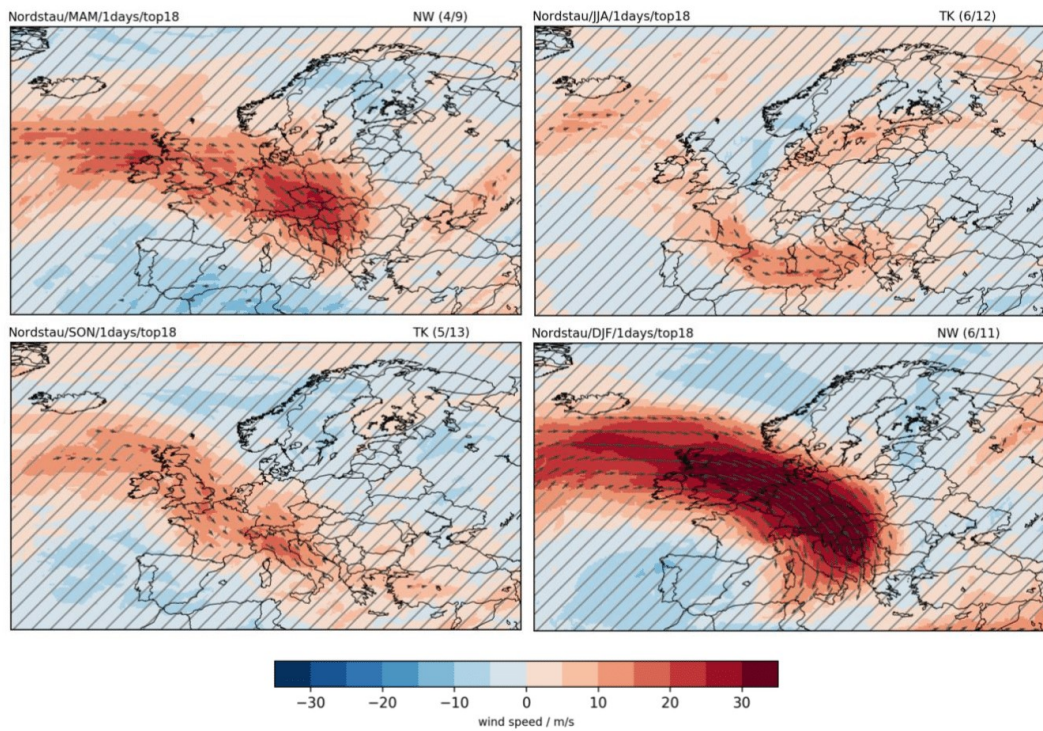 Nordstau/MAM/1days/top18 NW (4/9)
Nordstau/JJA/1days/top18 TK (6/12)
Nordstau/SON/1days/top18 TK (5/13)
Nordstau/DJF/1days/top18 NW (6/11)
−30 −20 −10 0 10 20 30
wind speed / m/s